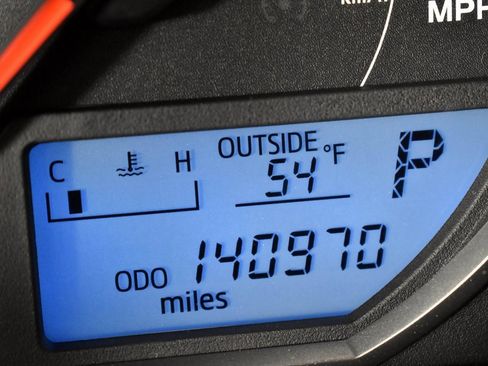 MPH
C H OUTSIDE °F P
54
ODO 140970
miles